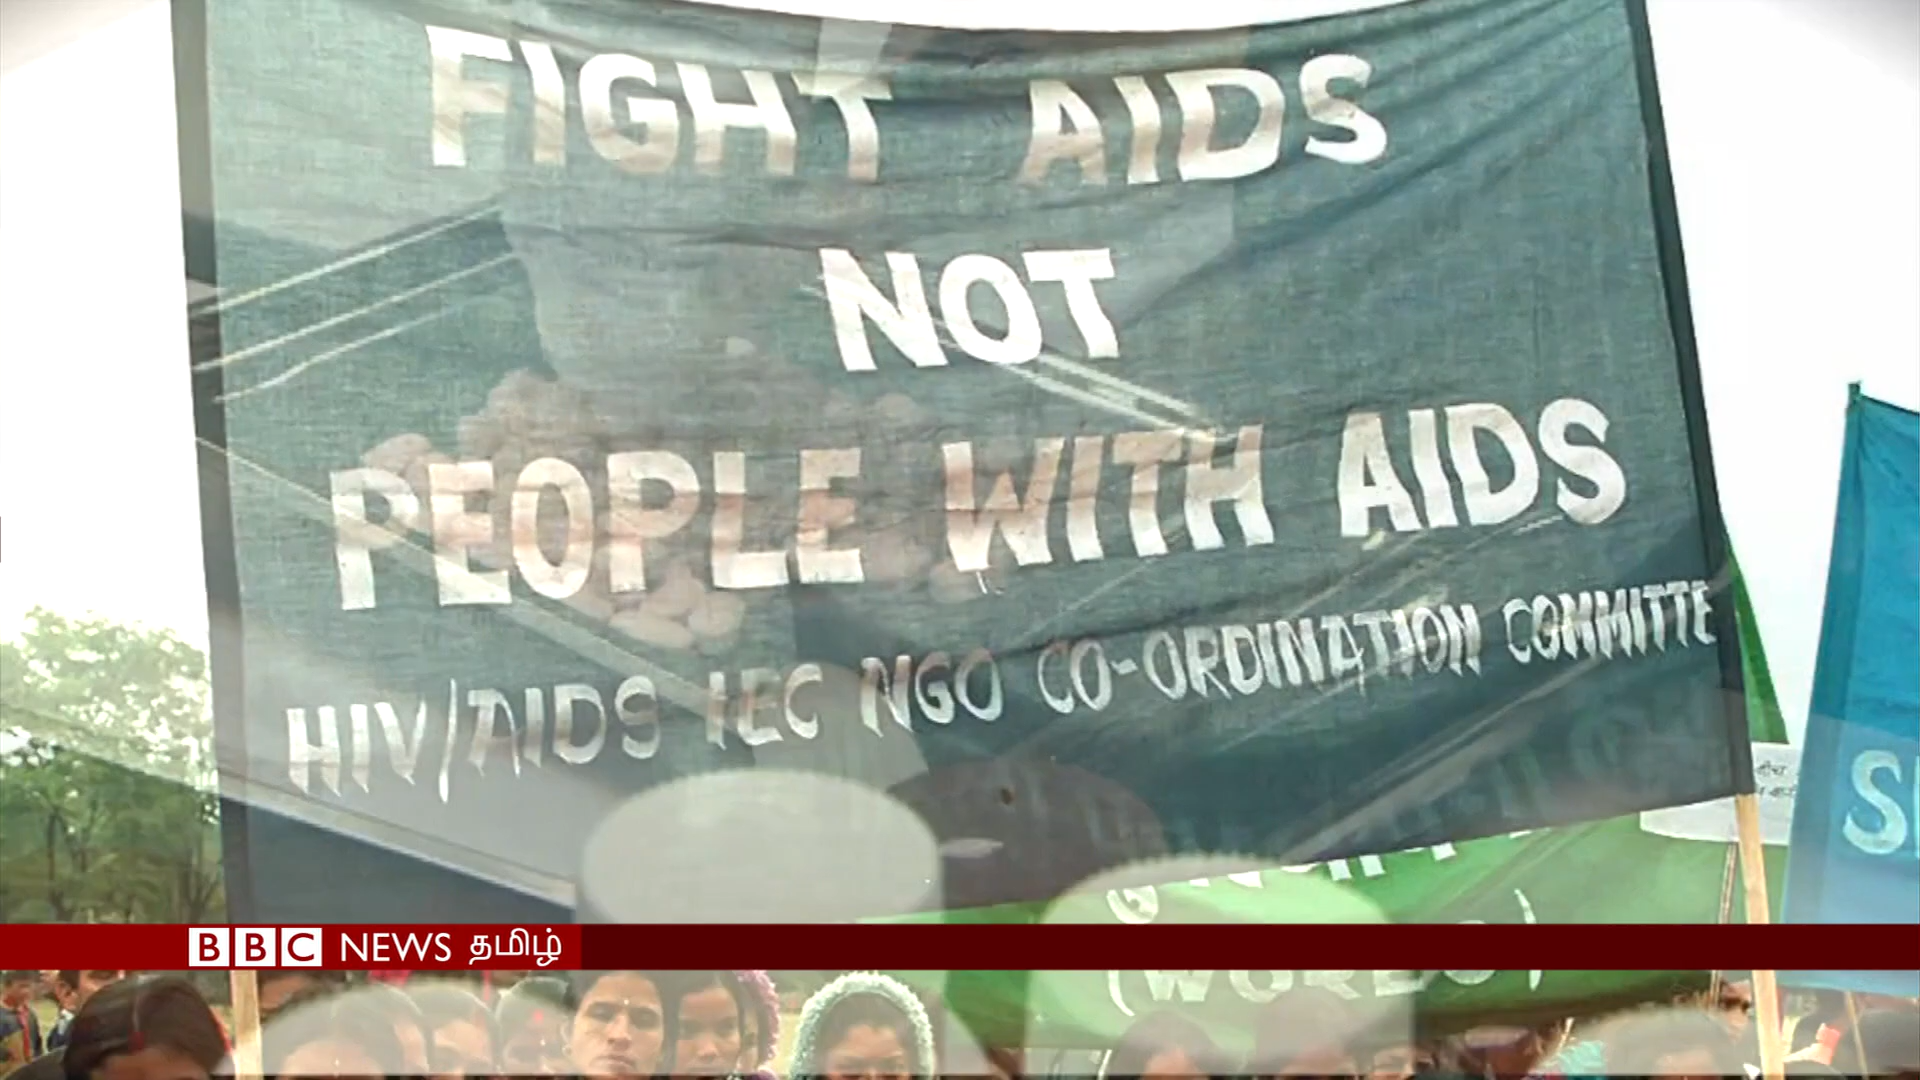 FIGHT AIDS
NOT
PEOPLE WITH AIDS
HIV/AIDS IEC NGO CO-ORDINATION COMMITTE
BBC NEWS தமிழ்